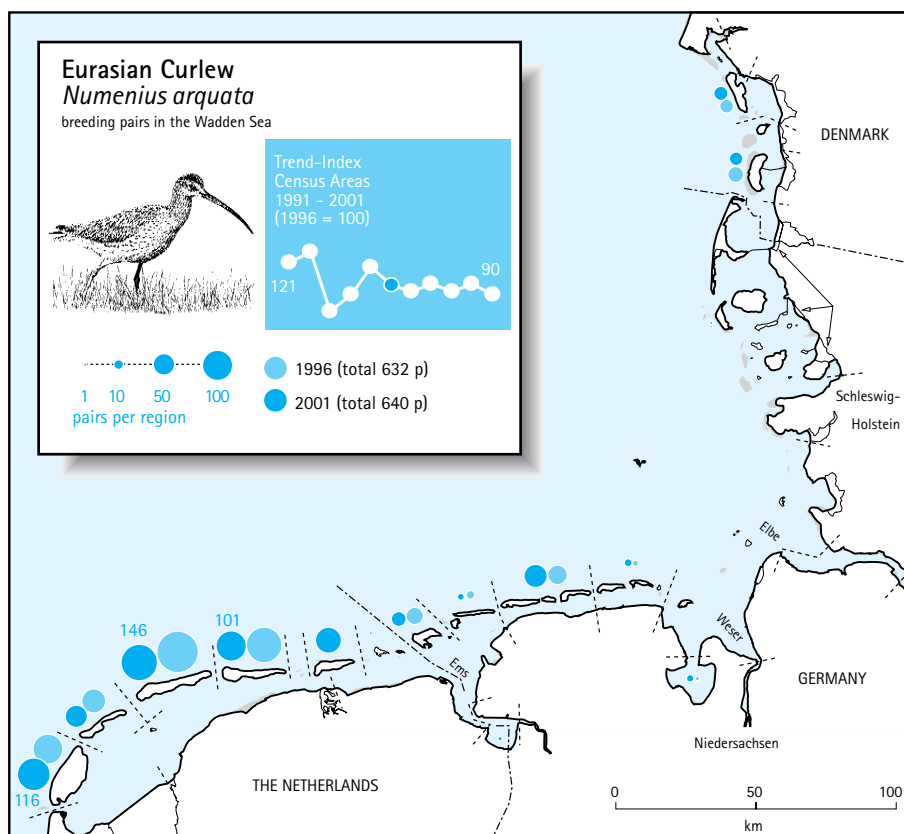 Eurasian Curlew
Numenius arquata
breeding pairs in the Wadden Sea
Trend-Index
Census Areas
1991 - 2001
(1996 = 100)
121
90
1 10 50 100
pairs per region
1996 (total 632 p)
2001 (total 640 p)
DENMARK
Schleswig-
Holstein
Elbe
Weser
Ems
146
101
116
GERMANY
Niedersachsen
THE NETHERLANDS
0 50 100
km